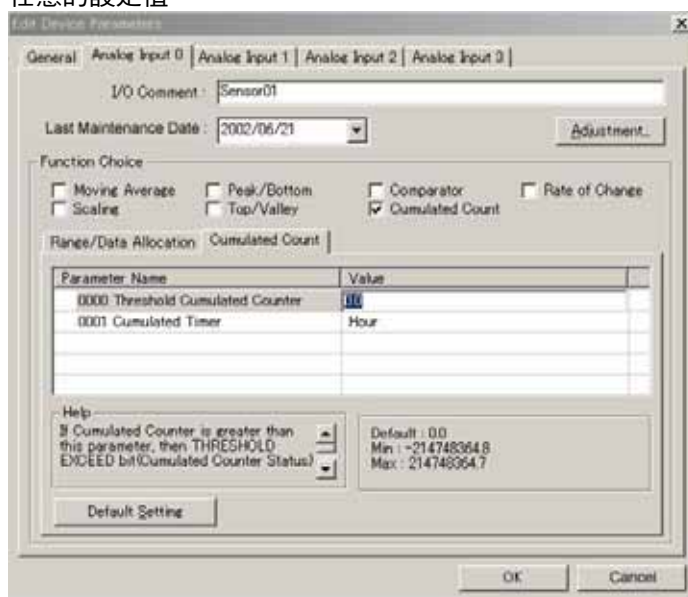 任意的設定值
Edit Device Parameters
General Analog Input 0 Analog Input 1 Analog Input 2 Analog Input 3
I/O Comment : Sensor01
Last Maintenance Date : 2002/06/21 Adjustment...
Function Choice
Moving Average Peak/Bottom Comparator Rate of Change
Scaling Top/Valley Cumulated Count
Range/Data Allocation Cumulated Count
Parameter Name Value
0000 Threshold Cumulated Counter
0001 Cumulated Timer Hour
Help
If Cumulated Counter is greater than
this parameter, then THRESHOLD
EXCEED bit(Cumulated Counter Status)
Default : 0.0
Min : -214748364.8
Max : 214748364.7
Default Setting
OK Cancel